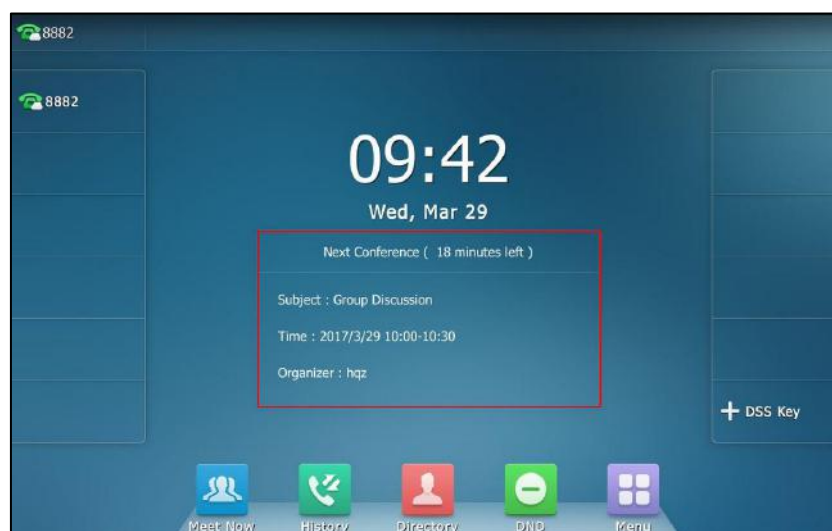 8882
8882
09:42
Wed, Mar 29
Next Conference ( 18 minutes left )
Subject : Group Discussion
Time : 2017/3/29 10:00-10:30
Organizer : hqz
DSS Key
Meet Now
History
Directory
DND
Menu